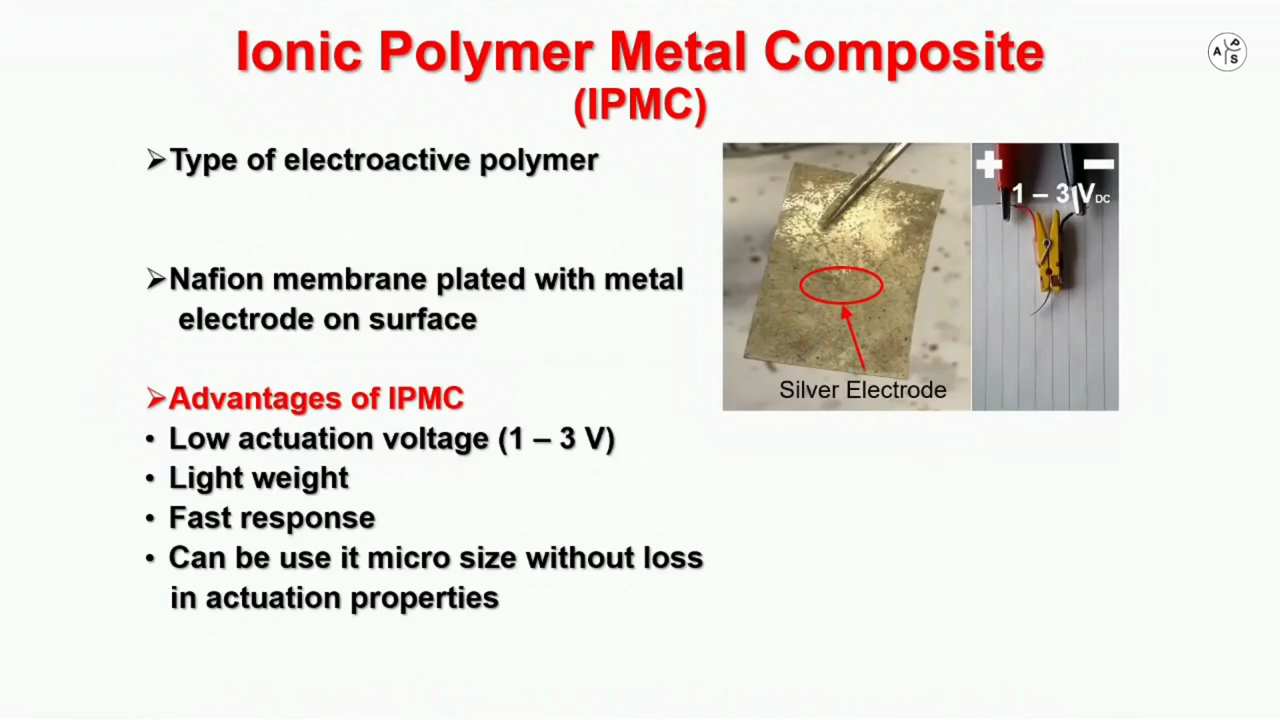 Ionic Polymer Metal Composite
(IPMC)
A P S
➢Type of electroactive polymer
➢Nafion membrane plated with metal
electrode on surface
➢Advantages of IPMC
• Low actuation voltage (1 – 3 V)
• Light weight
• Fast response
• Can be use it micro size without loss
in actuation properties
+ −
1 – 3 VDC
Silver Electrode